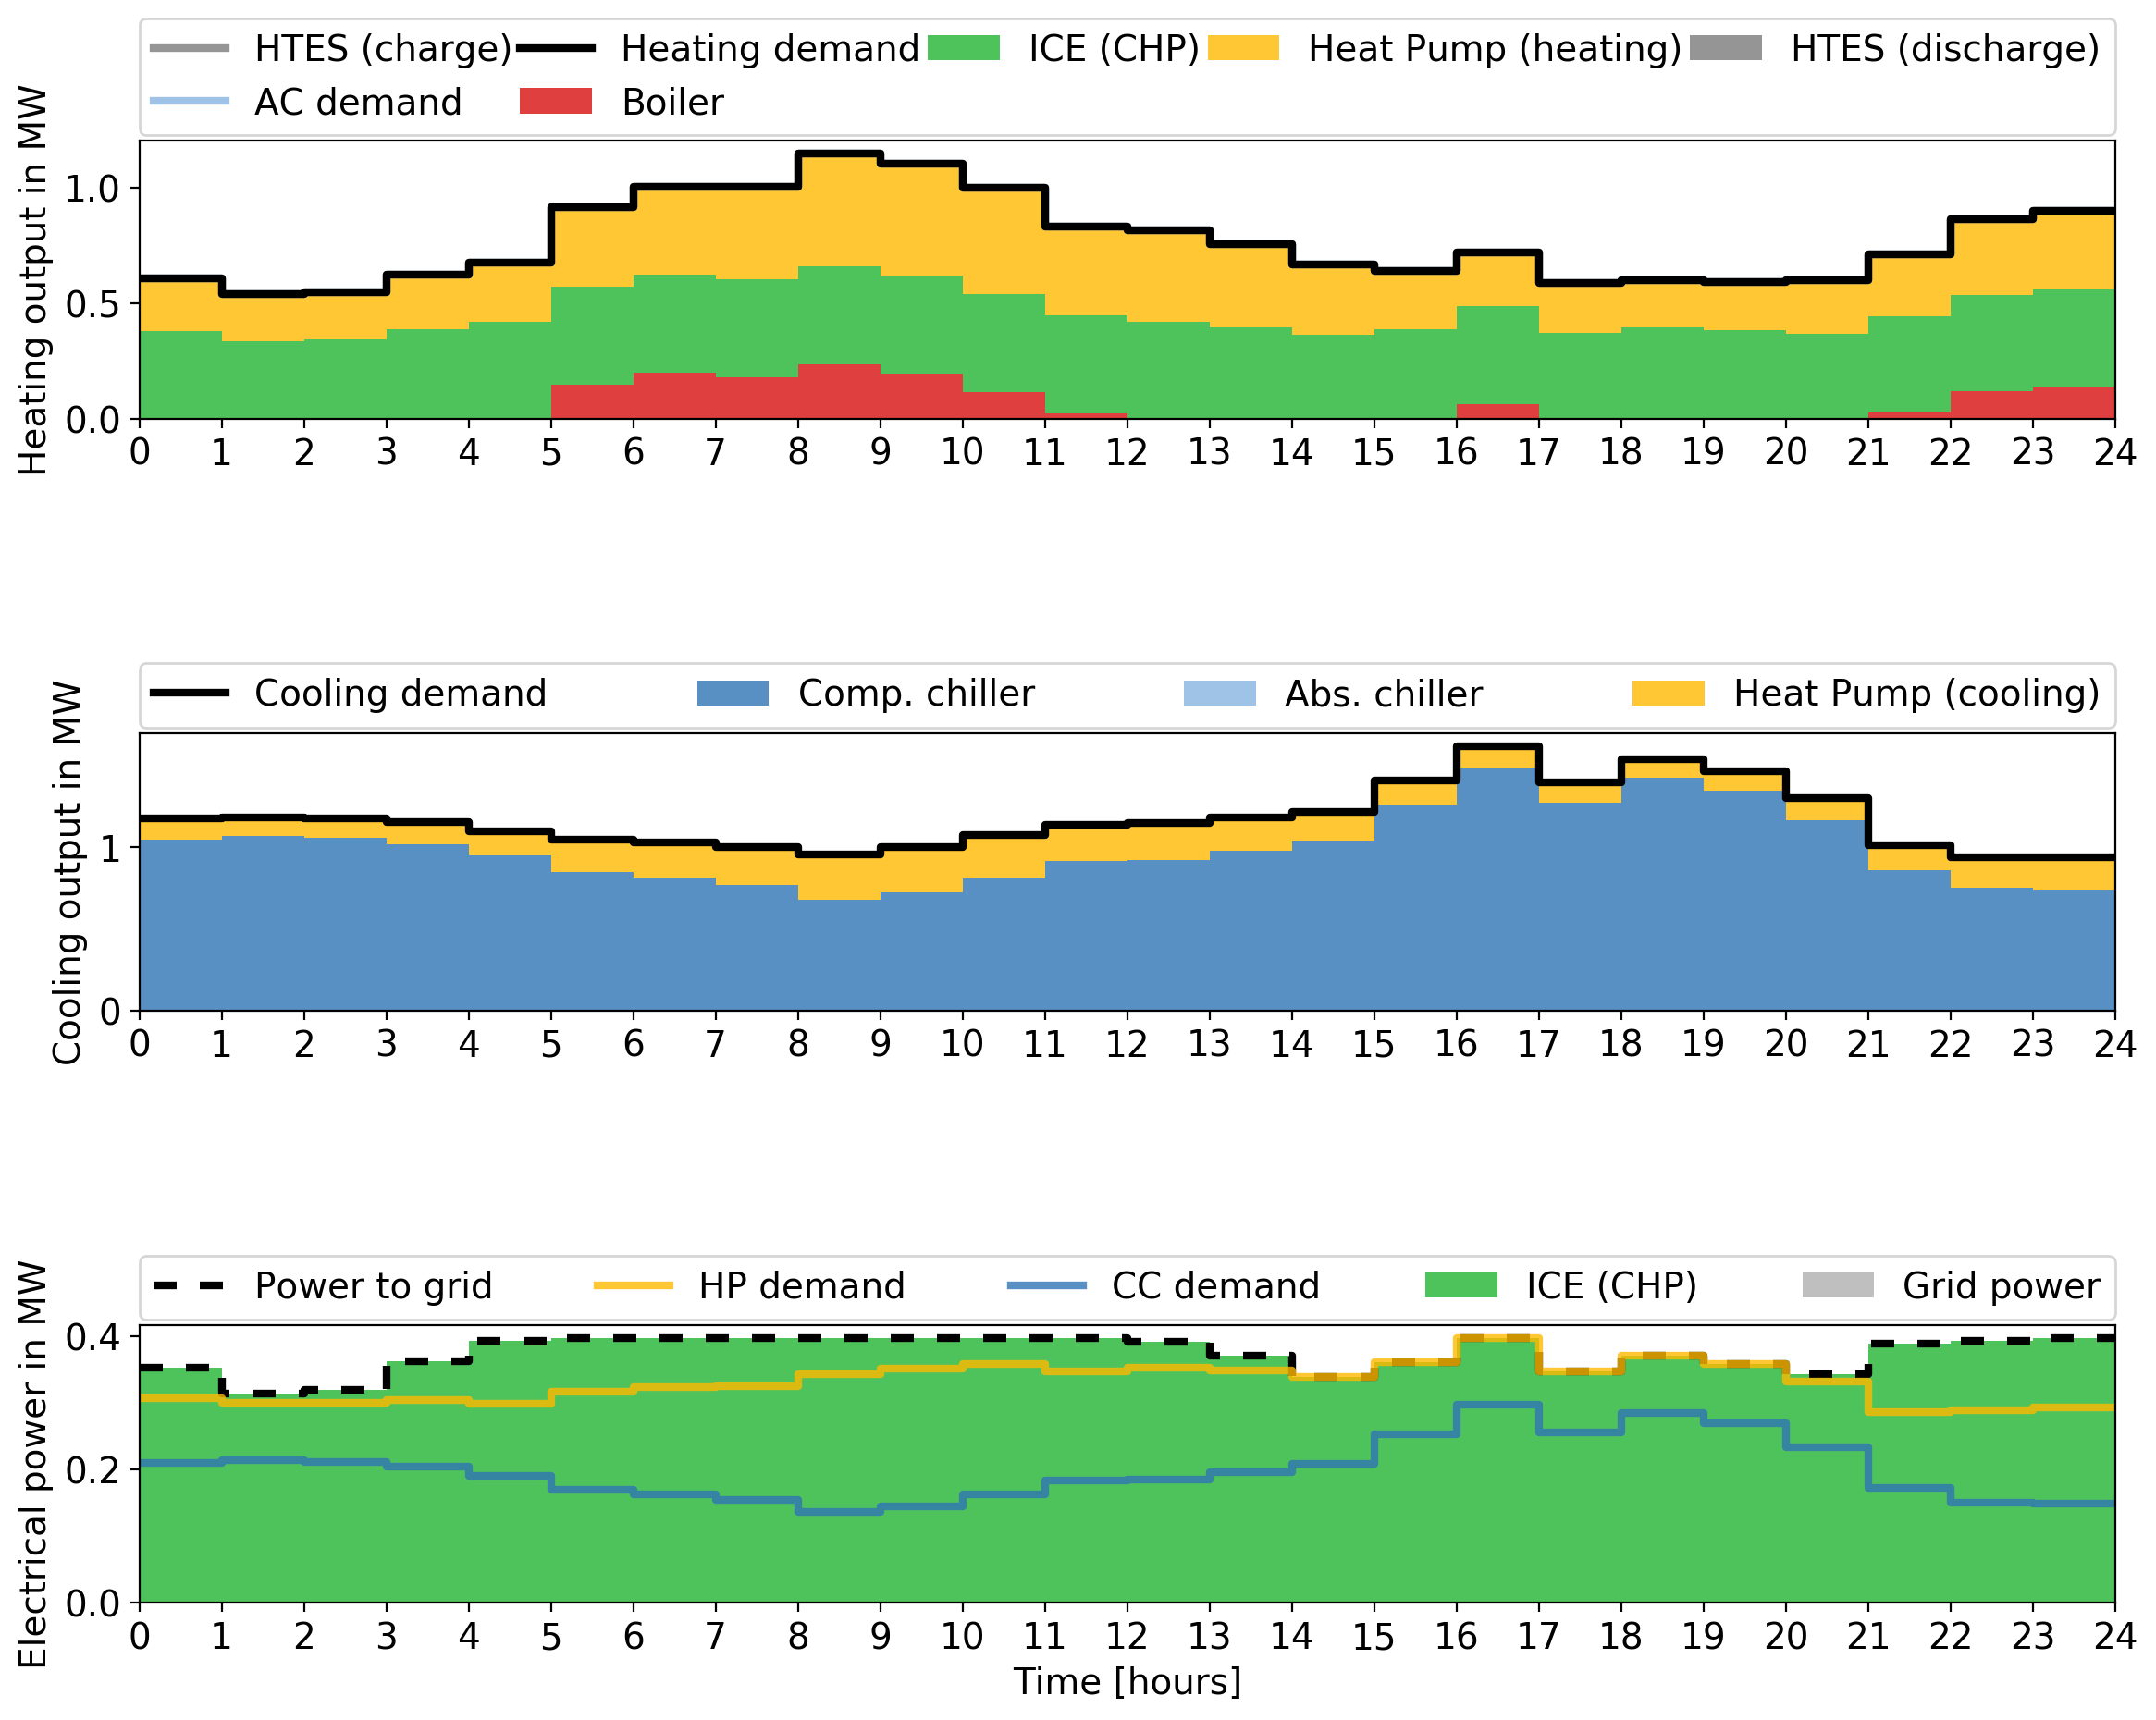 HTES (charge) Heating demand ICE (CHP) Heat Pump (heating) HTES (discharge)
AC demand Boiler
Heating output in MW
1.0
0.5
0.0
0 1 2 3 4 5 6 7 8 9 10 11 12 13 14 15 16 17 18 19 20 21 22 23 24
Cooling demand Comp. chiller Abs. chiller Heat Pump (cooling)
Cooling output in MW
1
0
0 1 2 3 4 5 6 7 8 9 10 11 12 13 14 15 16 17 18 19 20 21 22 23 24
Power to grid HP demand CC demand ICE (CHP) Grid power
Electrical power in MW
0.4
0.2
0.0
0 1 2 3 4 5 6 7 8 9 10 11 12 13 14 15 16 17 18 19 20 21 22 23 24
Time [hours]